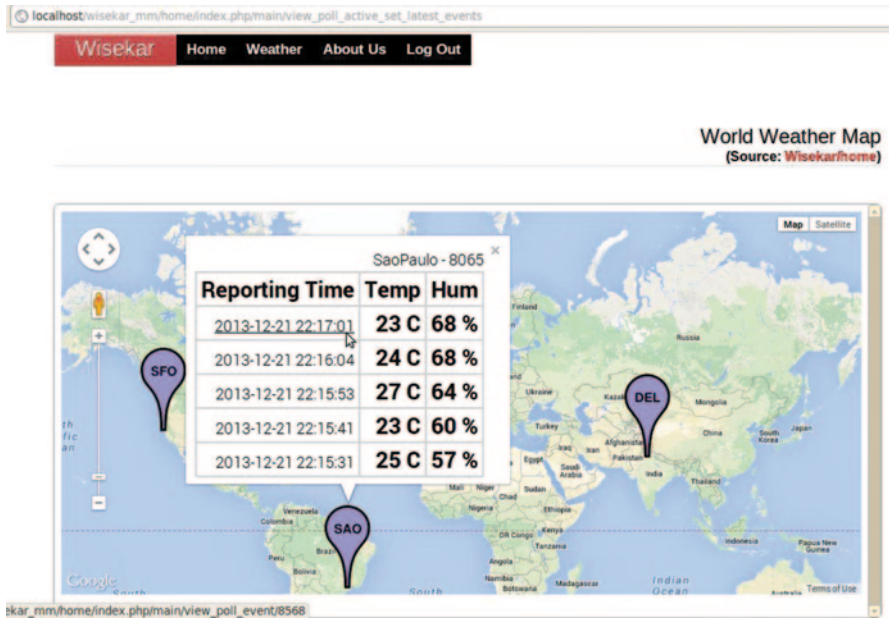 localhost/wisekar_mm/home/index.php/main/view_poll_active_set_latest_events
Wisekar Home Weather About Us Log Out
World Weather Map
(Source: Wisekar/home)
Map Satellite
SaoPaulo - 8065 ×
Reporting Time Temp Hum
2013-12-21 22:17:01 23 C 68 %
2013-12-21 22:16:04 24 C 68 %
2013-12-21 22:15:53 27 C 64 %
2013-12-21 22:15:41 23 C 60 %
2013-12-21 22:15:31 25 C 57 %
Finland
Russia
SFO
DEL
Ukraine
Mongolia
Turkey
Afghanistan
China
South Korea
Japan
Iraq
Iran
Pakistan
Egypt
Saudi Arabia
India
Thailand
Mali
Niger
Chad
Sudan
Nigeria
Ethiopia
Venezuela
Colombia
SAO
DR Congo
Kenya
Tanzania
Indonesia
Papua New Guinea
Peru
Brazil
Bolivia
Angola
Namibia
Botswana
Madagascar
Indian Ocean
Google
South
South
Australia
Terms of Use
ekar_mm/home/index.php/main/view_poll_event/8568